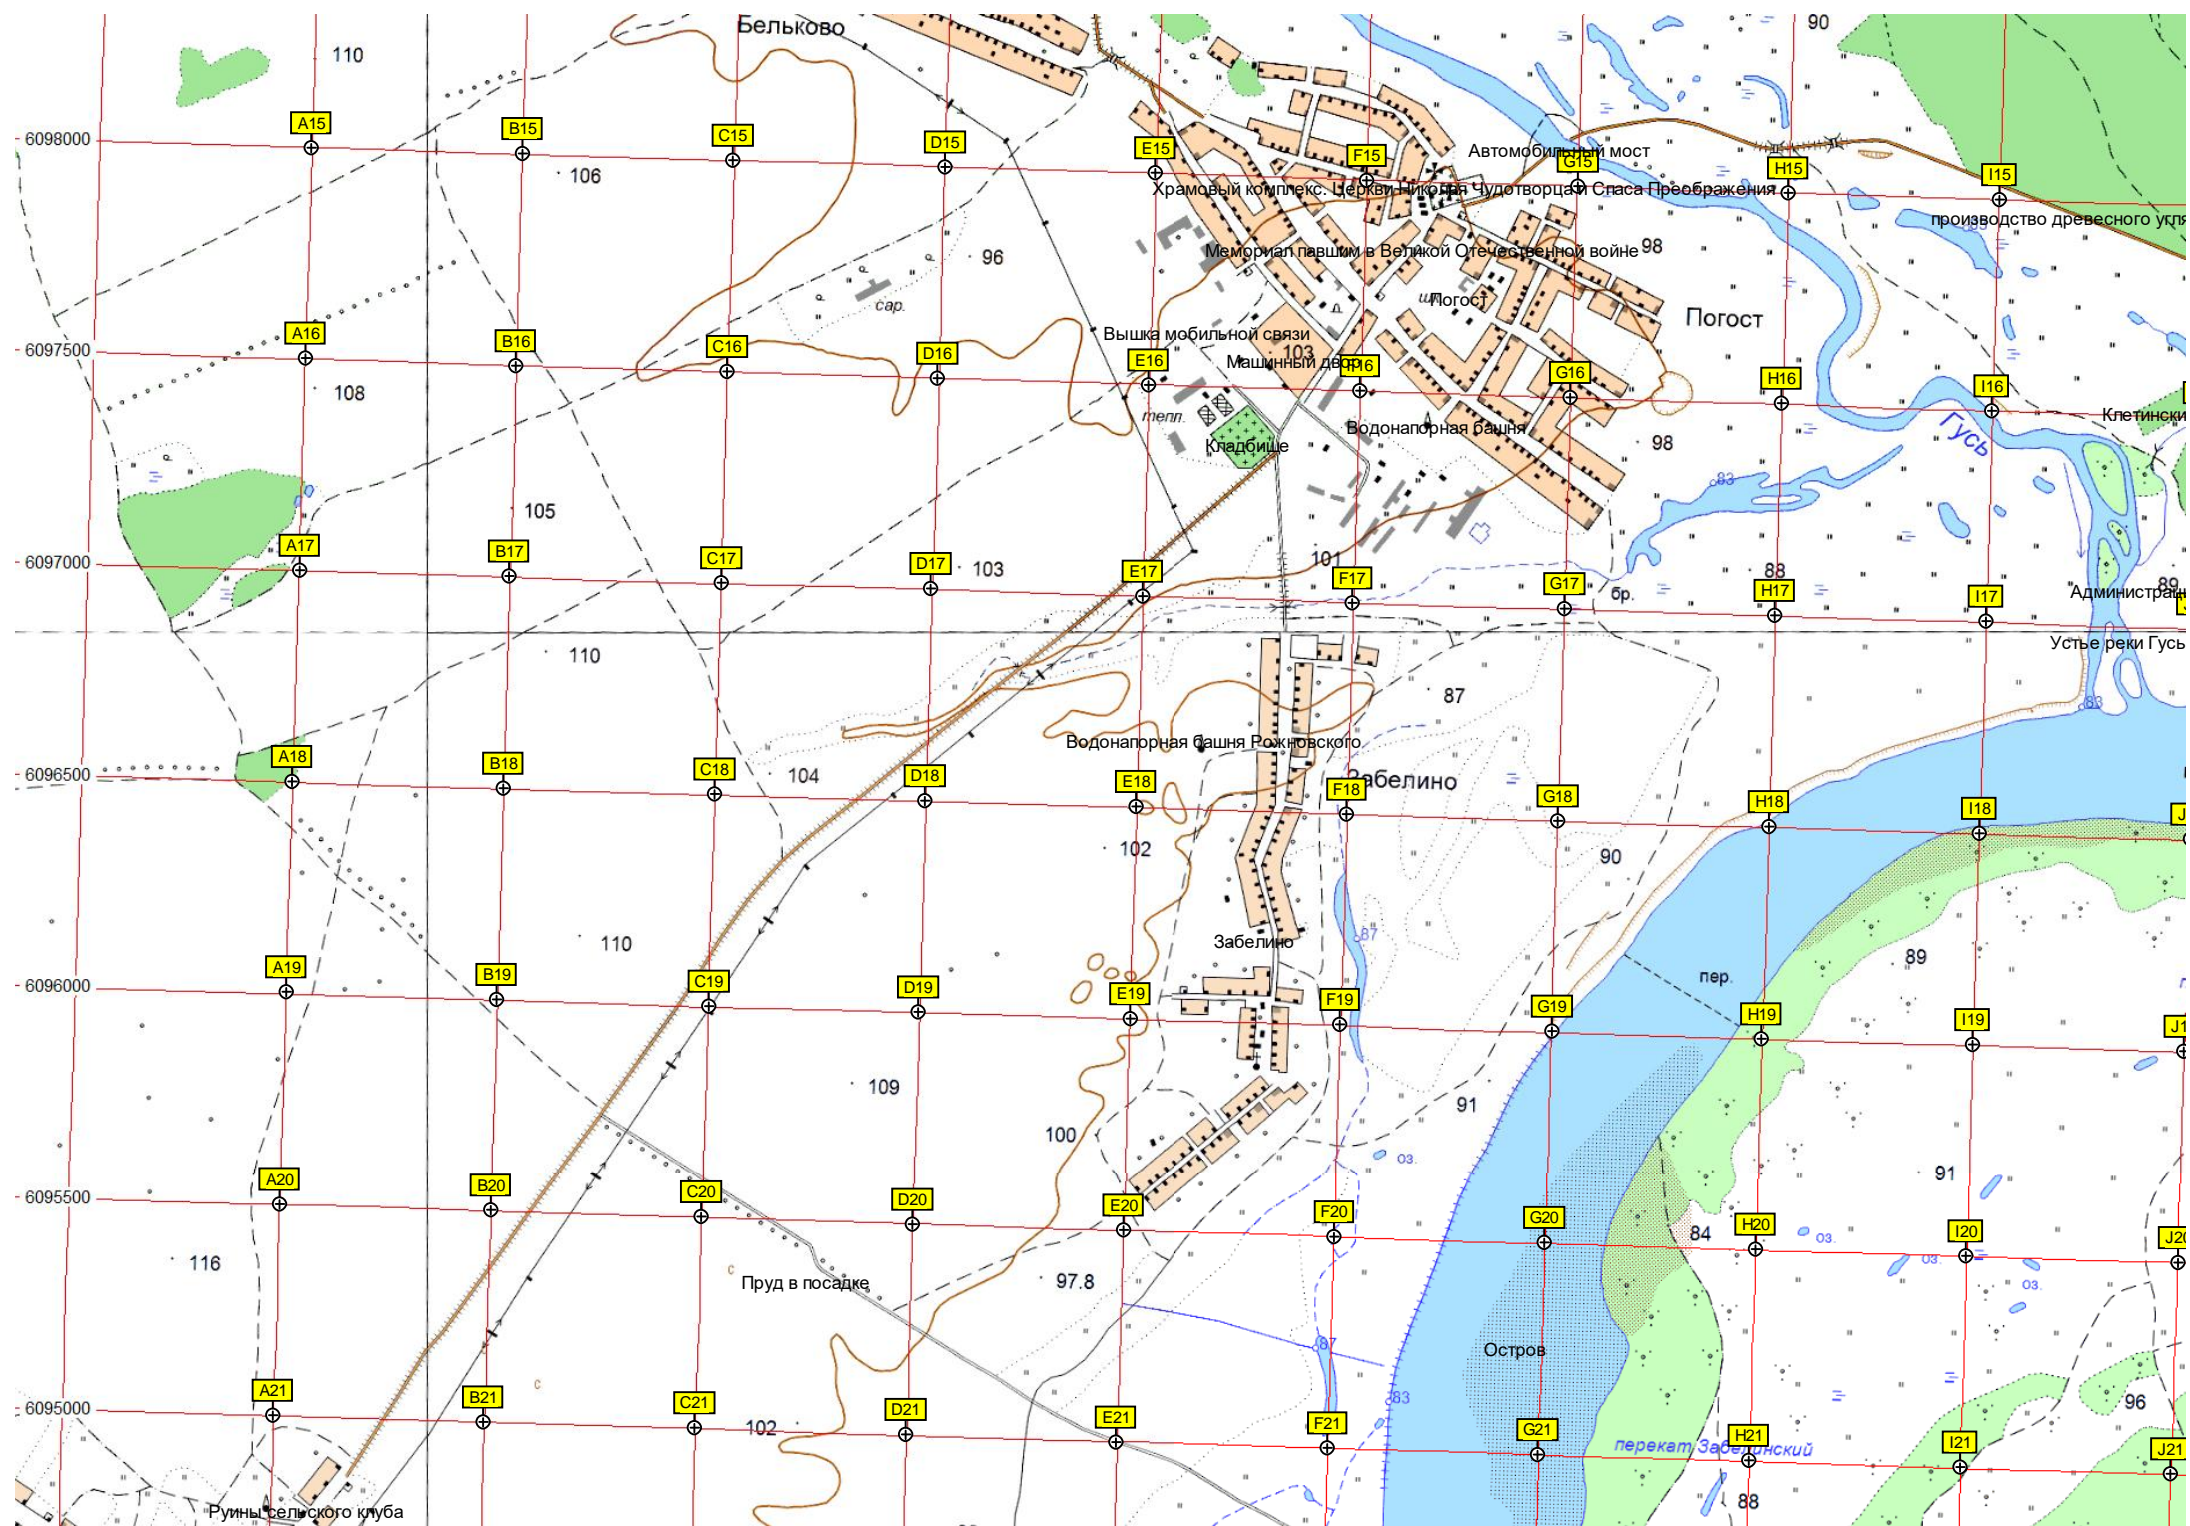 Бельково
110
90
6098000
A15
B15
C15
D15
E15
F15
G15
H15
I15
Автомобильный мост
106
Храмовый комплекс. Церкви Николая Чудотворца и Спаса Преображения
производство древесного угля
96
98
Мемориал павшим в Великой Отечественной войне
сар.
Погост
Погост
Вышка мобильной связи
103
Машинный двор
6097500
A16
B16
C16
D16
E16
G16
H16
I16
108
тепл.
Клетински
Гусь
Водонапорная башня
Кладбище
98
83
105
101
6097000
A17
B17
C17
D17
E17
F17
G17
H17
I17
103
88
89
бр.
Администрац
110
Устье реки Гусь
87
83
Водонапорная башня Рожновского
6096500
A18
B18
C18
D18
E18
F18
G18
H18
I18
104
Забелино
102
90
110
Забелино
87
89
пер.
6096000
A19
B19
C19
D19
E19
F19
G19
H19
I19
J1
109
91
100
оз.
91
6095500
A20
B20
C20
D20
E20
F20
G20
H20
I20
J20
84
оз.
оз.
оз.
116
с
Пруд в посадке
97.8
87
Остров
с
83
96
6095000
A21
B21
C21
D21
E21
F21
G21
H21
I21
J21
102
перекат Забелинский
88
Руины сельского клуба